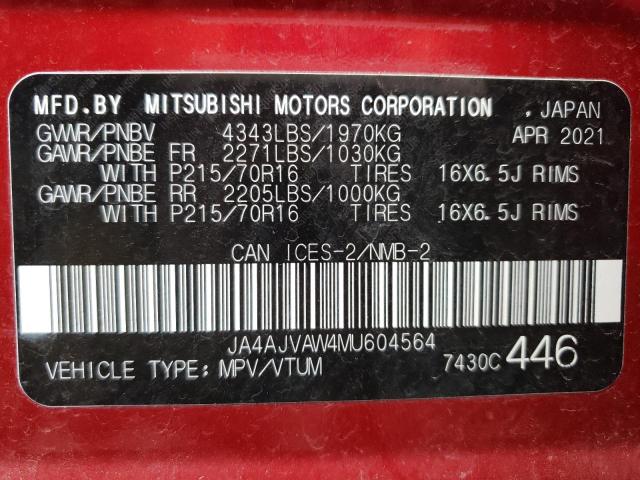 MFD.BY MITSUBISHI MOTORS CORPORATION , JAPAN
GVWR/PNBV 4343LBS/1970KG APR 2021
GAWR/PNBE FR 2271LBS/1030KG
WITH P215/70R16 TIRES 16X6.5J RIMS
GAWR/PNBE RR 2205LBS/1000KG
WITH P215/70R16 TIRES 16X6.5J RIMS
CAN ICES-2/NMB-2
JA4AJVAW4MU604564
VEHICLE TYPE: MPV/VTUM 7430C 446